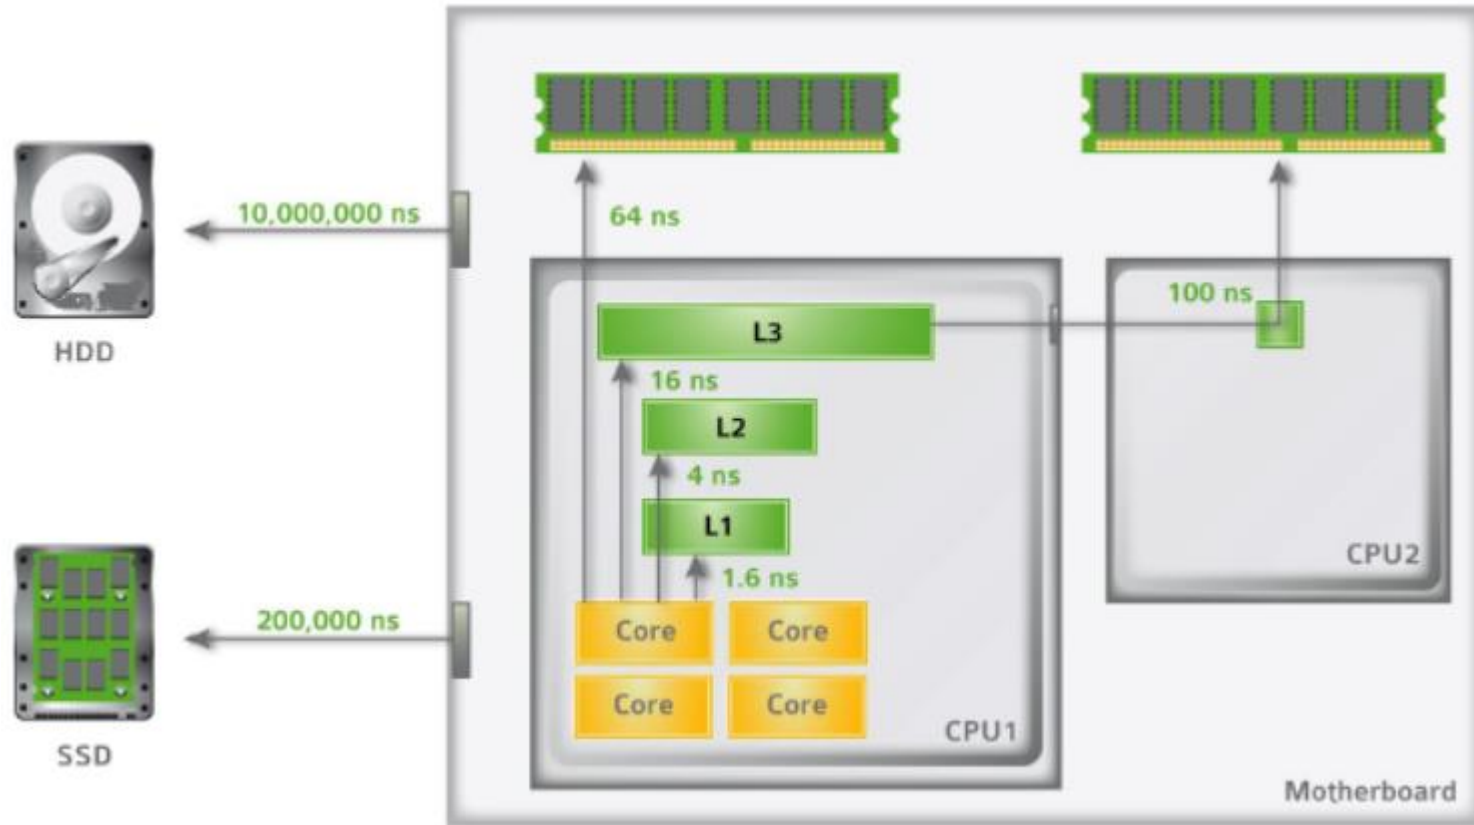 10,000,000 ns
HDD
200,000 ns
SSD
64 ns
100 ns
L3
16 ns
L2
4 ns
L1
1.6 ns
Core
Core
Core
Core
CPU1
CPU2
Motherboard